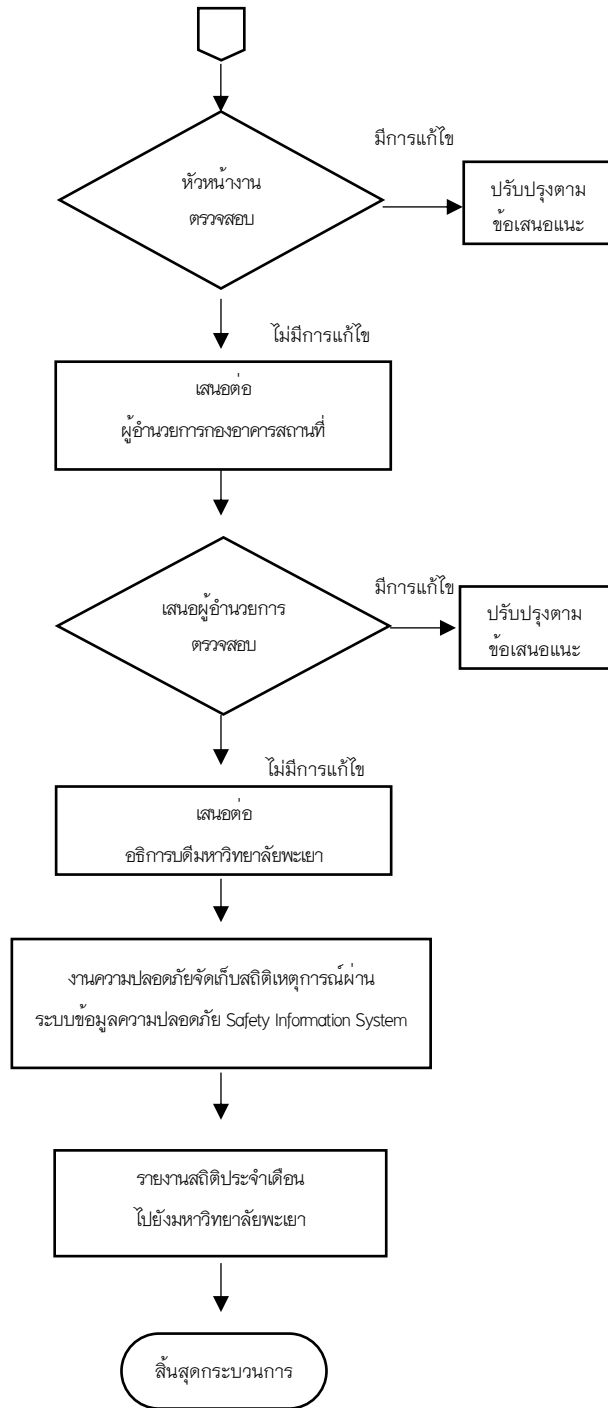 มีการแก้ไข
หัวหน้างาน
ตรวจสอบ
ปรับปรุงตาม
ข้อเสนอแนะ
ไม่มีการแก้ไข
เสนอต่อ
ผู้อำนวยการกองอาคารสถานที่
มีการแก้ไข
เสนอผู้อำนวยการ
ตรวจสอบ
ปรับปรุงตาม
ข้อเสนอแนะ
ไม่มีการแก้ไข
เสนอต่อ
อธิการบดีมหาวิทยาลัยพะเยา
งานความปลอดภัยจัดเก็บสถิติเหตุการณ์ผ่าน
ระบบข้อมูลความปลอดภัย Safety Information System
รายงานสถิติประจำเดือน
ไปยังมหาวิทยาลัยพะเยา
สิ้นสุดกระบวนการ